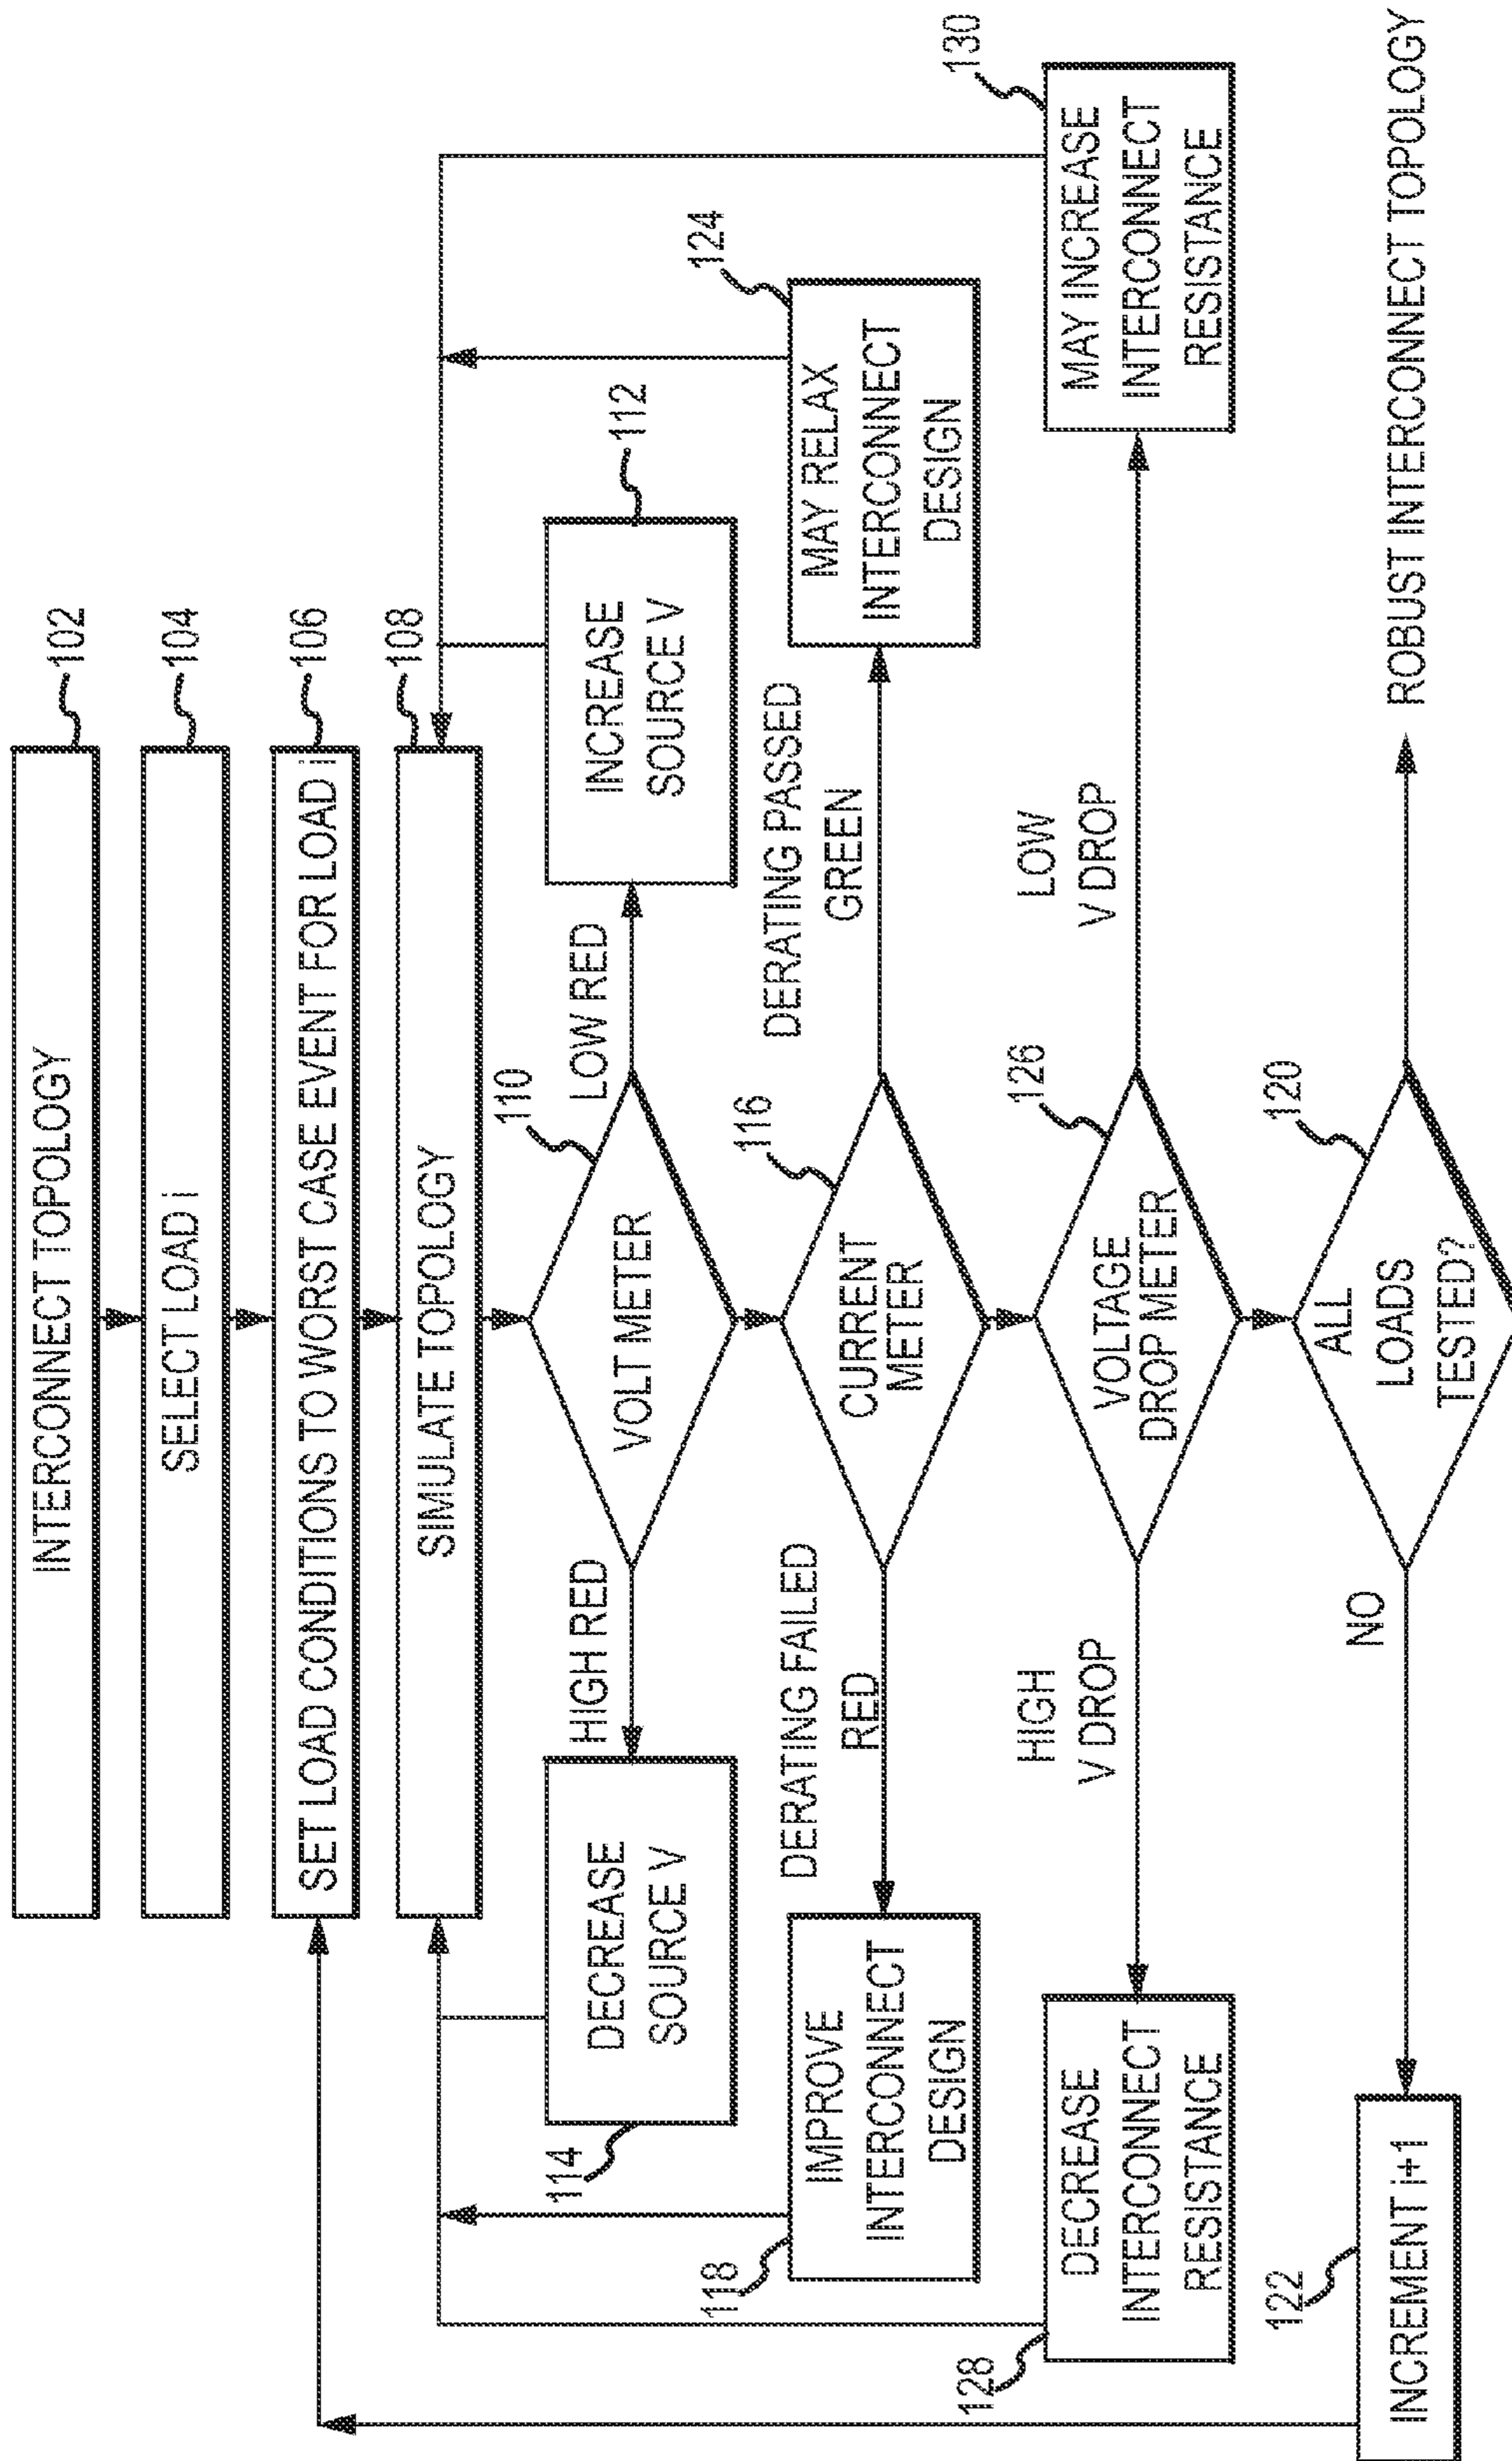 INTERCONNECT TOPOLOGY
102
SELECT LOAD i
104
SET LOAD CONDITIONS TO WORST CASE EVENT FOR LOAD i
106
SIMULATE TOPOLOGY
108
110
VOLT METER
HIGH RED
LOW RED
DECREASE
SOURCE V
114
INCREASE
SOURCE V
112
116
CURRENT
METER
DERATING FAILED
RED
DERATING PASSED
GREEN
IMPROVE
INTERCONNECT
DESIGN
118
MAY RELAX
INTERCONNECT
DESIGN
124
126
VOLTAGE
DROP METER
HIGH
V DROP
LOW
V DROP
DECREASE
INTERCONNECT
RESISTANCE
128
MAY INCREASE
INTERCONNECT
RESISTANCE
130
120
ALL
LOADS
TESTED?
NO
INCREMENT i+1
122
ROBUST INTERCONNECT TOPOLOGY